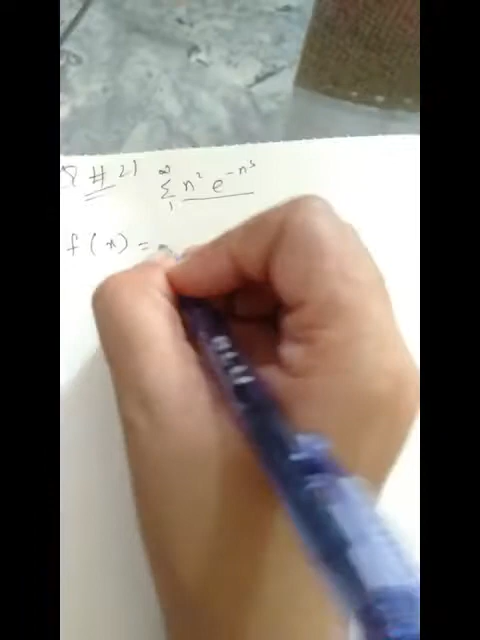 Q # 21 ∞ Σ 1 n² e^-n³
f(x) =